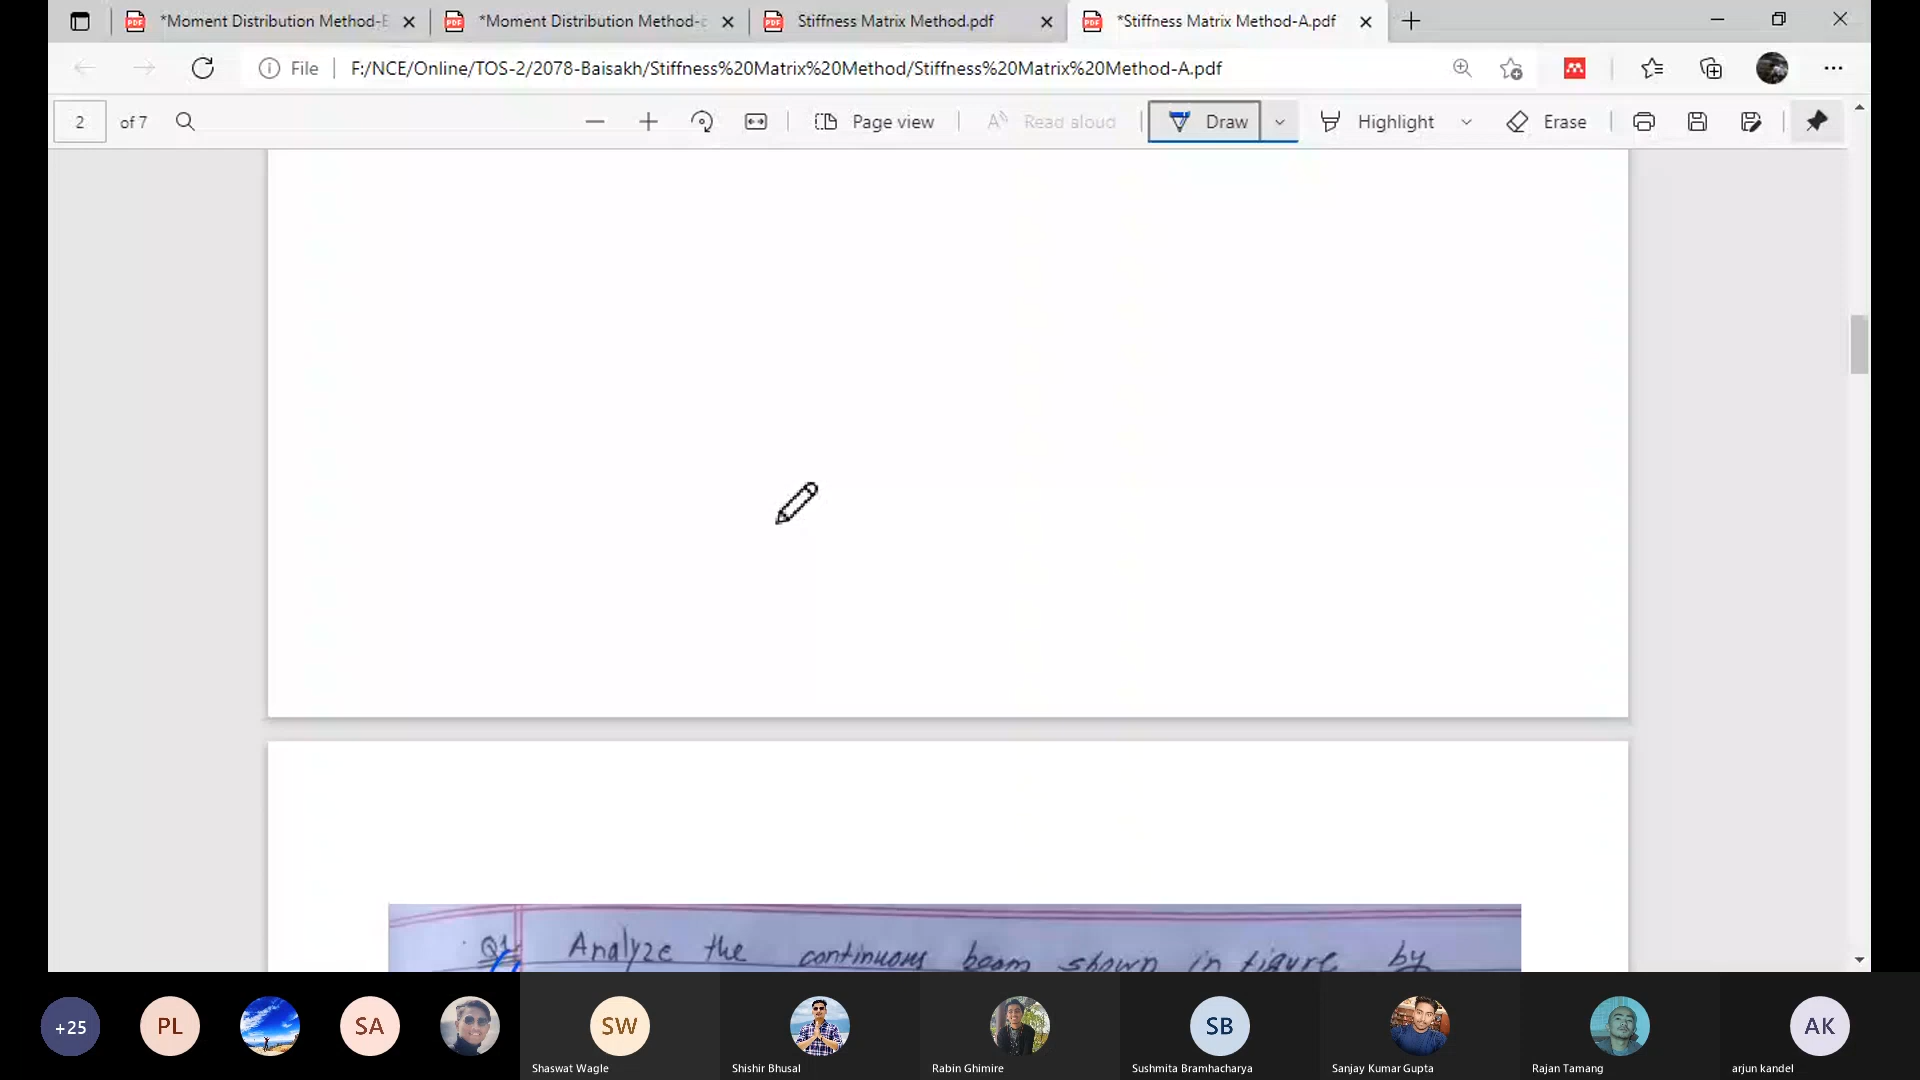 *Moment Distribution Method-E
*Moment Distribution Method-
Stiffness Matrix Method.pdf
*Stiffness Matrix Method-A.pdf
File
F:/NCE/Online/TOS-2/2078-Baisakh/Stiffness%20Matrix%20Method/Stiffness%20Matrix%20Method-A.pdf
2 of 7
Page view
Read aloud
Draw
Highlight
Erase
Q1. Analyze the continuous beam shown in figure by
+25
PL
SA
SW
SB
AK
Shaswat Wagle
Shishir Bhusal
Rabin Ghimire
Sushmita Bramhacharya
Sanjay Kumar Gupta
Rajan Tamang
arjun kandel